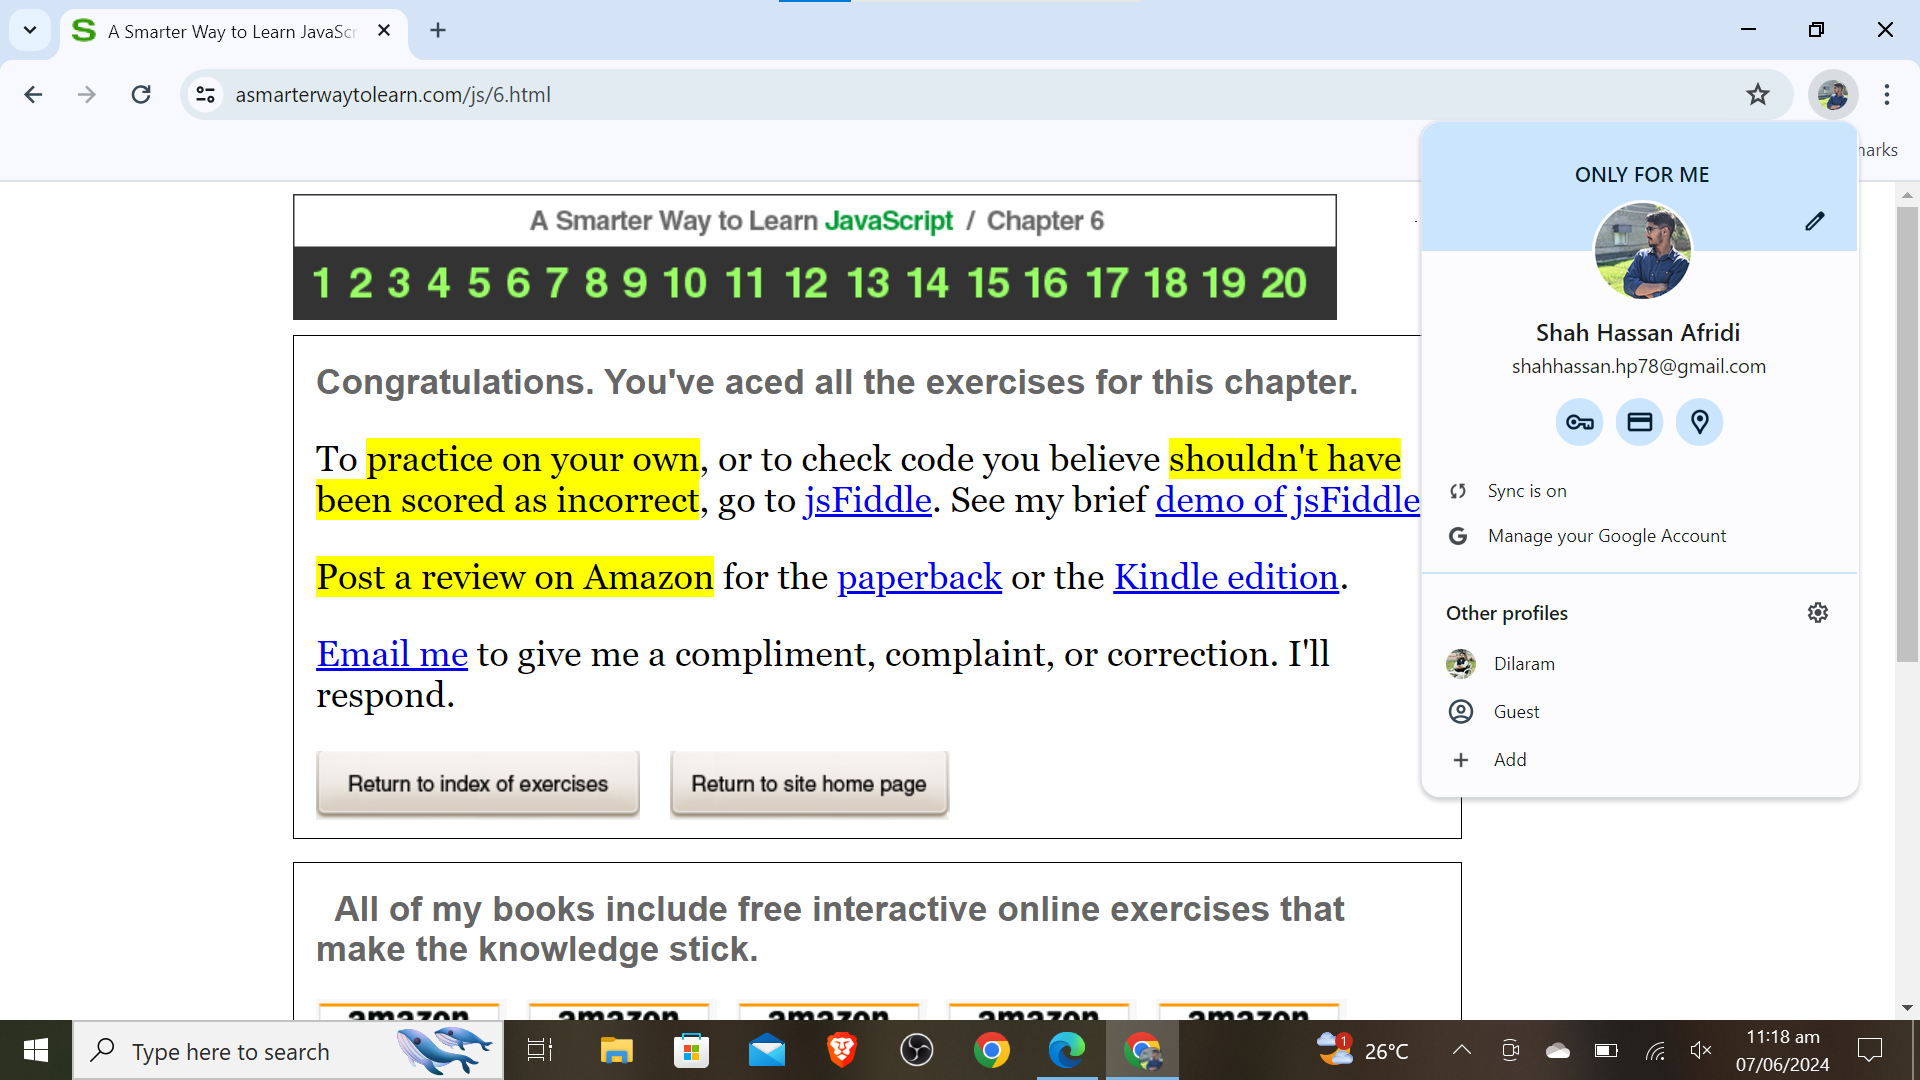 A Smarter Way to Learn JavaScr
asmarterwaytolearn.com/js/6.html
marks
A Smarter Way to Learn JavaScript / Chapter 6
1 2 3 4 5 6 7 8 9 10 11 12 13 14 15 16 17 18 19 20
Congratulations. You've aced all the exercises for this chapter.
To practice on your own, or to check code you believe shouldn't have
been scored as incorrect, go to jsFiddle. See my brief demo of jsFiddle
Post a review on Amazon for the paperback or the Kindle edition.
Email me to give me a compliment, complaint, or correction. I'll
respond.
Return to index of exercises
Return to site home page
All of my books include free interactive online exercises that
make the knowledge stick.
amazon amazon amazon amazon amazon
ONLY FOR ME
Shah Hassan Afridi
shahhassan.hp78@gmail.com
Sync is on
Manage your Google Account
Other profiles
Dilaram
Guest
Add
Type here to search
1
26°C
11:18 am
07/06/2024